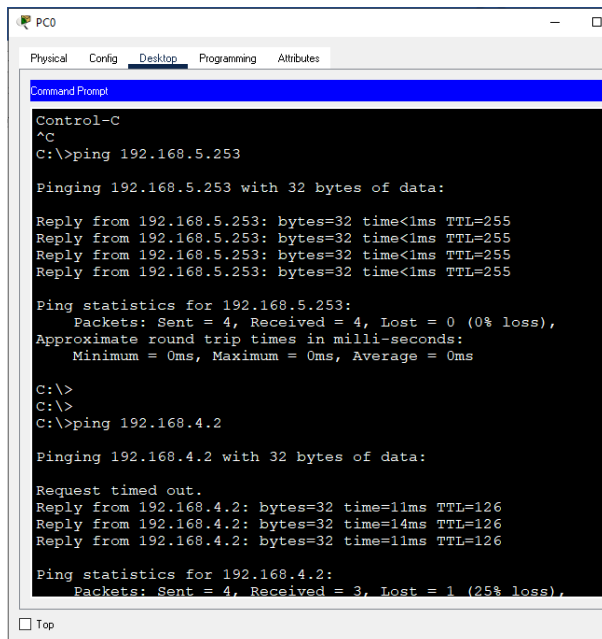 PC0
Physical Config Desktop Programming Attributes
Command Prompt
Control-C
^C
C:\>ping 192.168.5.253
Pinging 192.168.5.253 with 32 bytes of data:
Reply from 192.168.5.253: bytes=32 time<1ms TTL=255
Reply from 192.168.5.253: bytes=32 time<1ms TTL=255
Reply from 192.168.5.253: bytes=32 time<1ms TTL=255
Reply from 192.168.5.253: bytes=32 time<1ms TTL=255
Ping statistics for 192.168.5.253:
Packets: Sent = 4, Received = 4, Lost = 0 (0% loss),
Approximate round trip times in milli-seconds:
Minimum = 0ms, Maximum = 0ms, Average = 0ms
C:\>
C:\>
C:\>ping 192.168.4.2
Pinging 192.168.4.2 with 32 bytes of data:
Request timed out.
Reply from 192.168.4.2: bytes=32 time=11ms TTL=126
Reply from 192.168.4.2: bytes=32 time=14ms TTL=126
Reply from 192.168.4.2: bytes=32 time=11ms TTL=126
Ping statistics for 192.168.4.2:
Packets: Sent = 4, Received = 3, Lost = 1 (25% loss),
Top